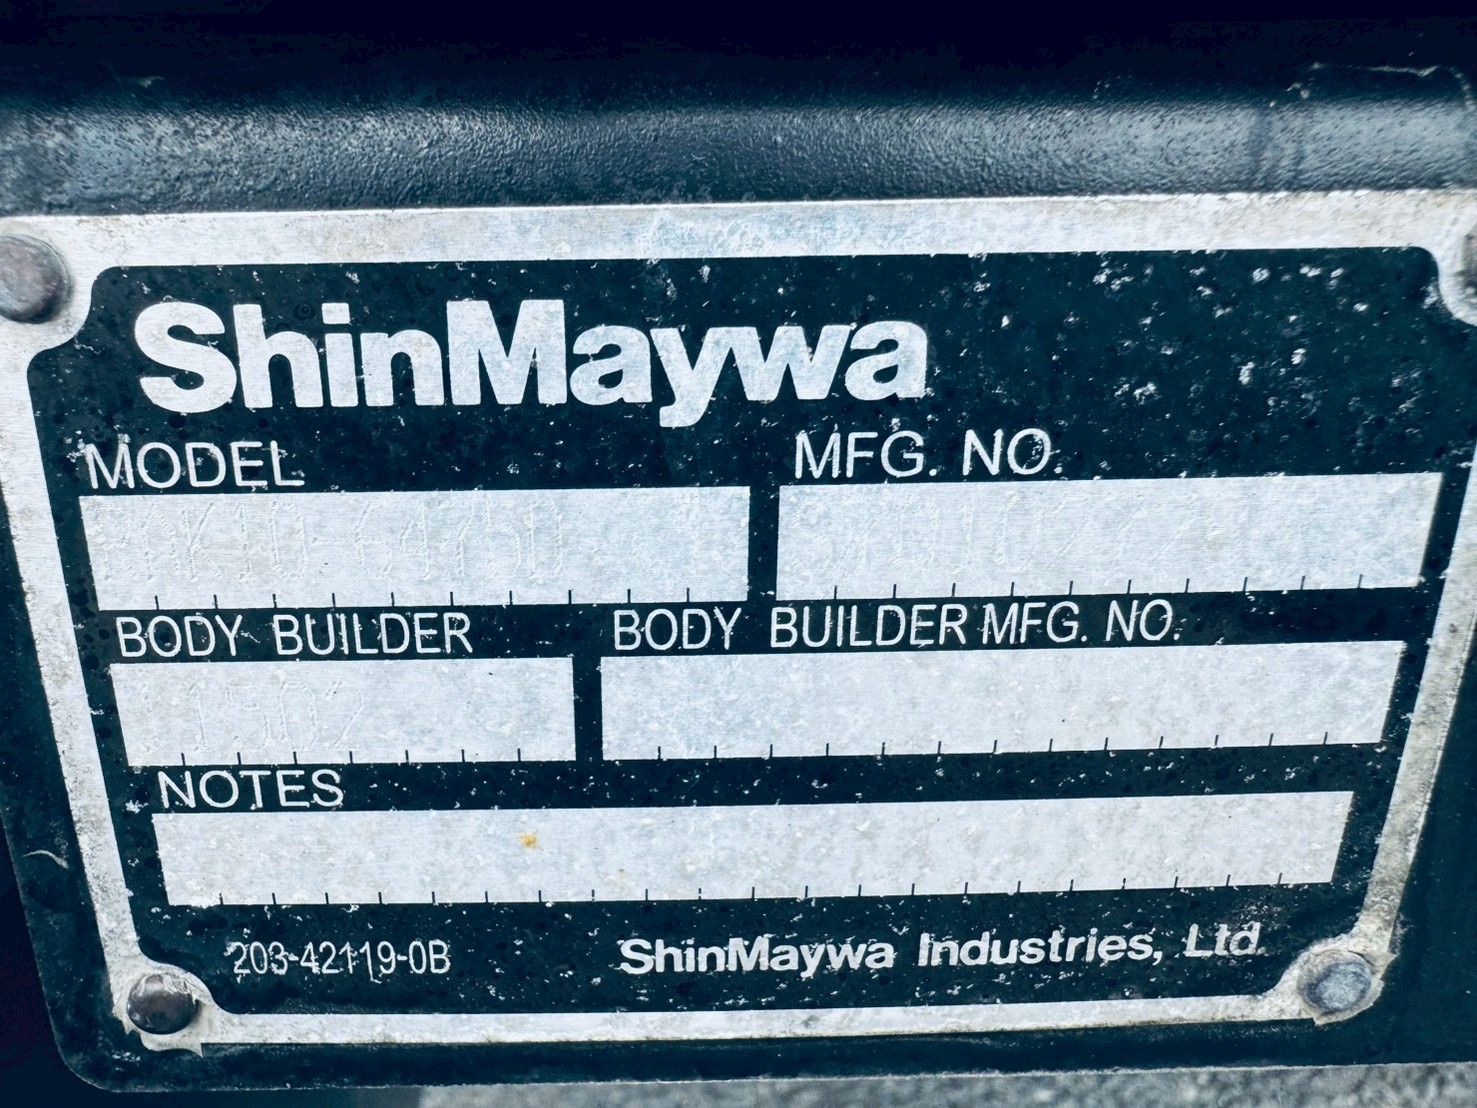 ShinMaywa
MODEL MFG. NO.
BODY BUILDER BODY BUILDER MFG. NO.
NOTES
203-42119-0B ShinMaywa Industries, Ltd.